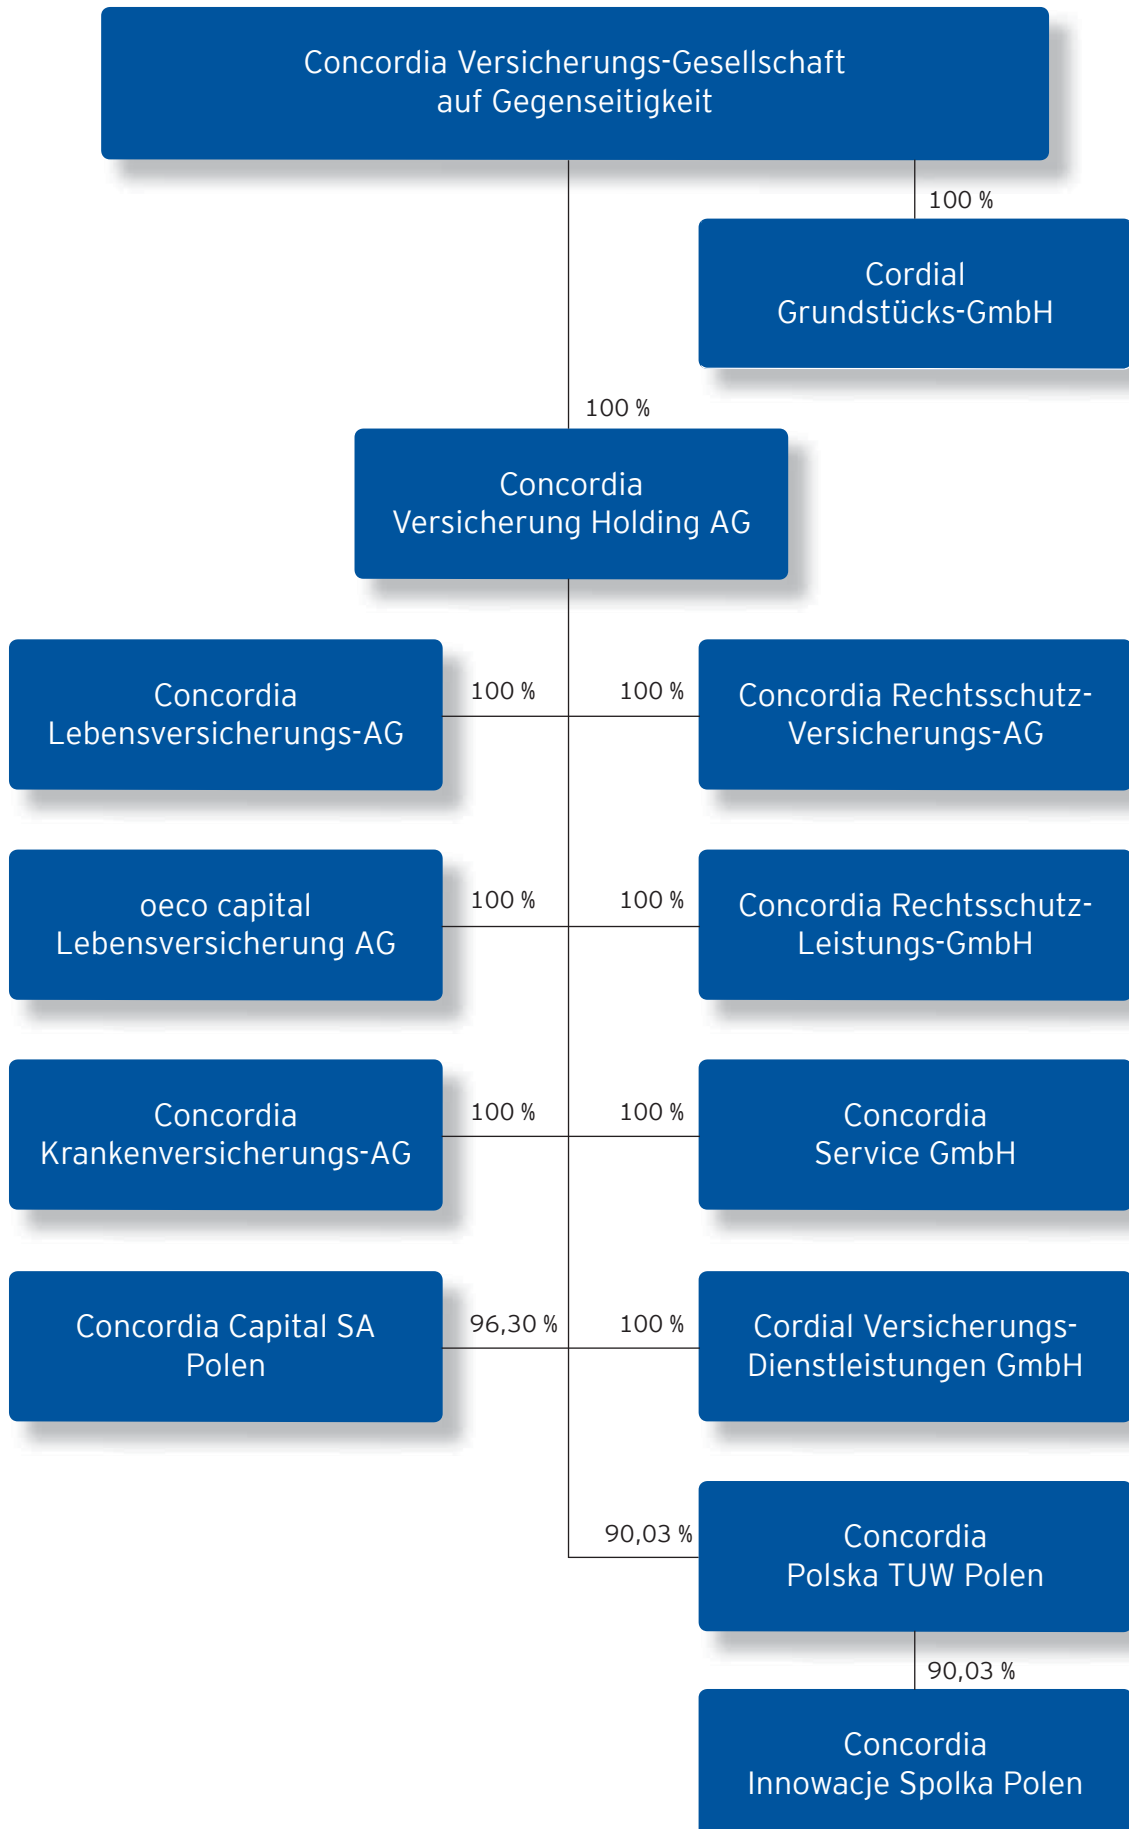 Concordia Versicherungs-Gesellschaft
auf Gegenseitigkeit
100 %
Cordial
Grundstücks-GmbH
100 %
Concordia
Versicherung Holding AG
Concordia
Lebensversicherungs-AG
100 %
100 %
Concordia Rechtsschutz-
Versicherungs-AG
oeco capital
Lebensversicherung AG
100 %
100 %
Concordia Rechtsschutz-
Leistungs-GmbH
Concordia
Krankenversicherungs-AG
100 %
100 %
Concordia
Service GmbH
Concordia Capital SA
Polen
96,30 %
100 %
Cordial Versicherungs-
Dienstleistungen GmbH
90,03 %
Concordia
Polska TUW Polen
90,03 %
Concordia
Innowacje Spolka Polen